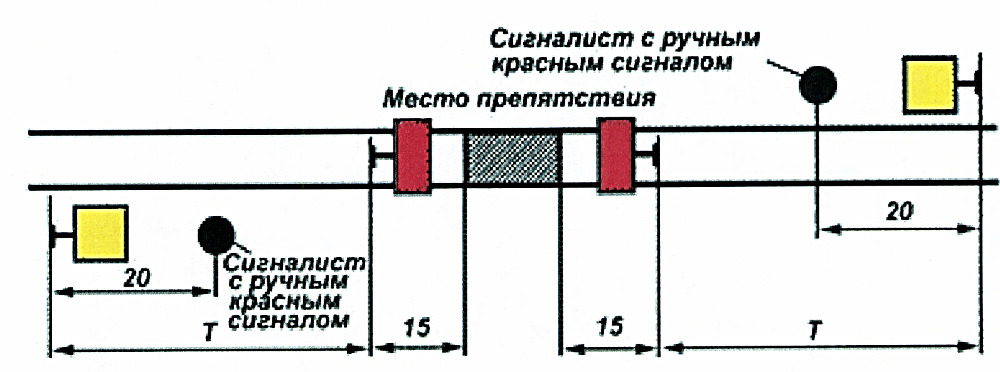 Сигналист с ручным
красным сигналом
Место препятствия
20
20
Сигналист
с ручным
красным
сигналом
Т
15
15
Т